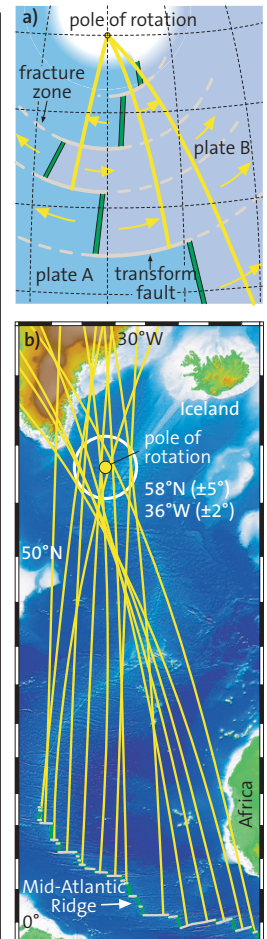 a)
pole of rotation
fracture
zone
plate B
plate A
transform
fault
b)
30°W
Iceland
pole of
rotation
58°N (±5°)
36°W (±2°)
50°N
Africa
Mid-Atlantic
Ridge
0°